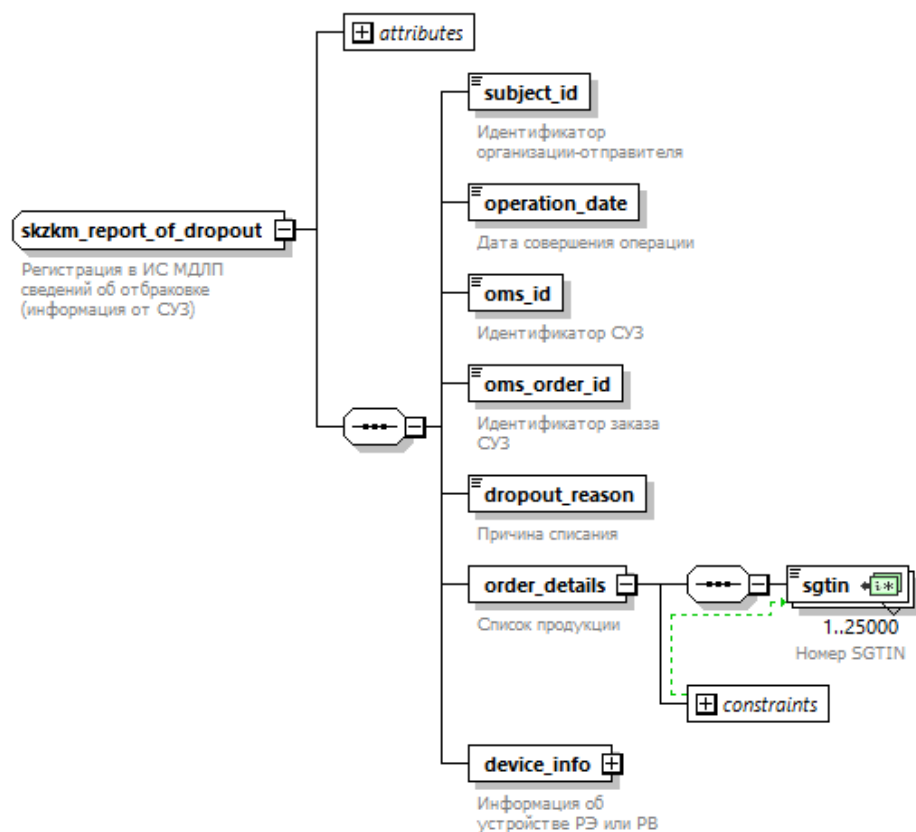 attributes
subject_id
Идентификатор
организации-отправителя
operation_date
Дата совершения операции
skzkm_report_of_dropout
Регистрация в ИС МДЛП
сведений об отбраковке
(информация от СУЗ)
oms_id
Идентификатор СУЗ
oms_order_id
Идентификатор заказа
СУЗ
dropout_reason
Причина списания
order_details
Список продукции
sgtin
1..25000
Номер SGTIN
constraints
device_info
Информация об
устройстве РЭ или РВ